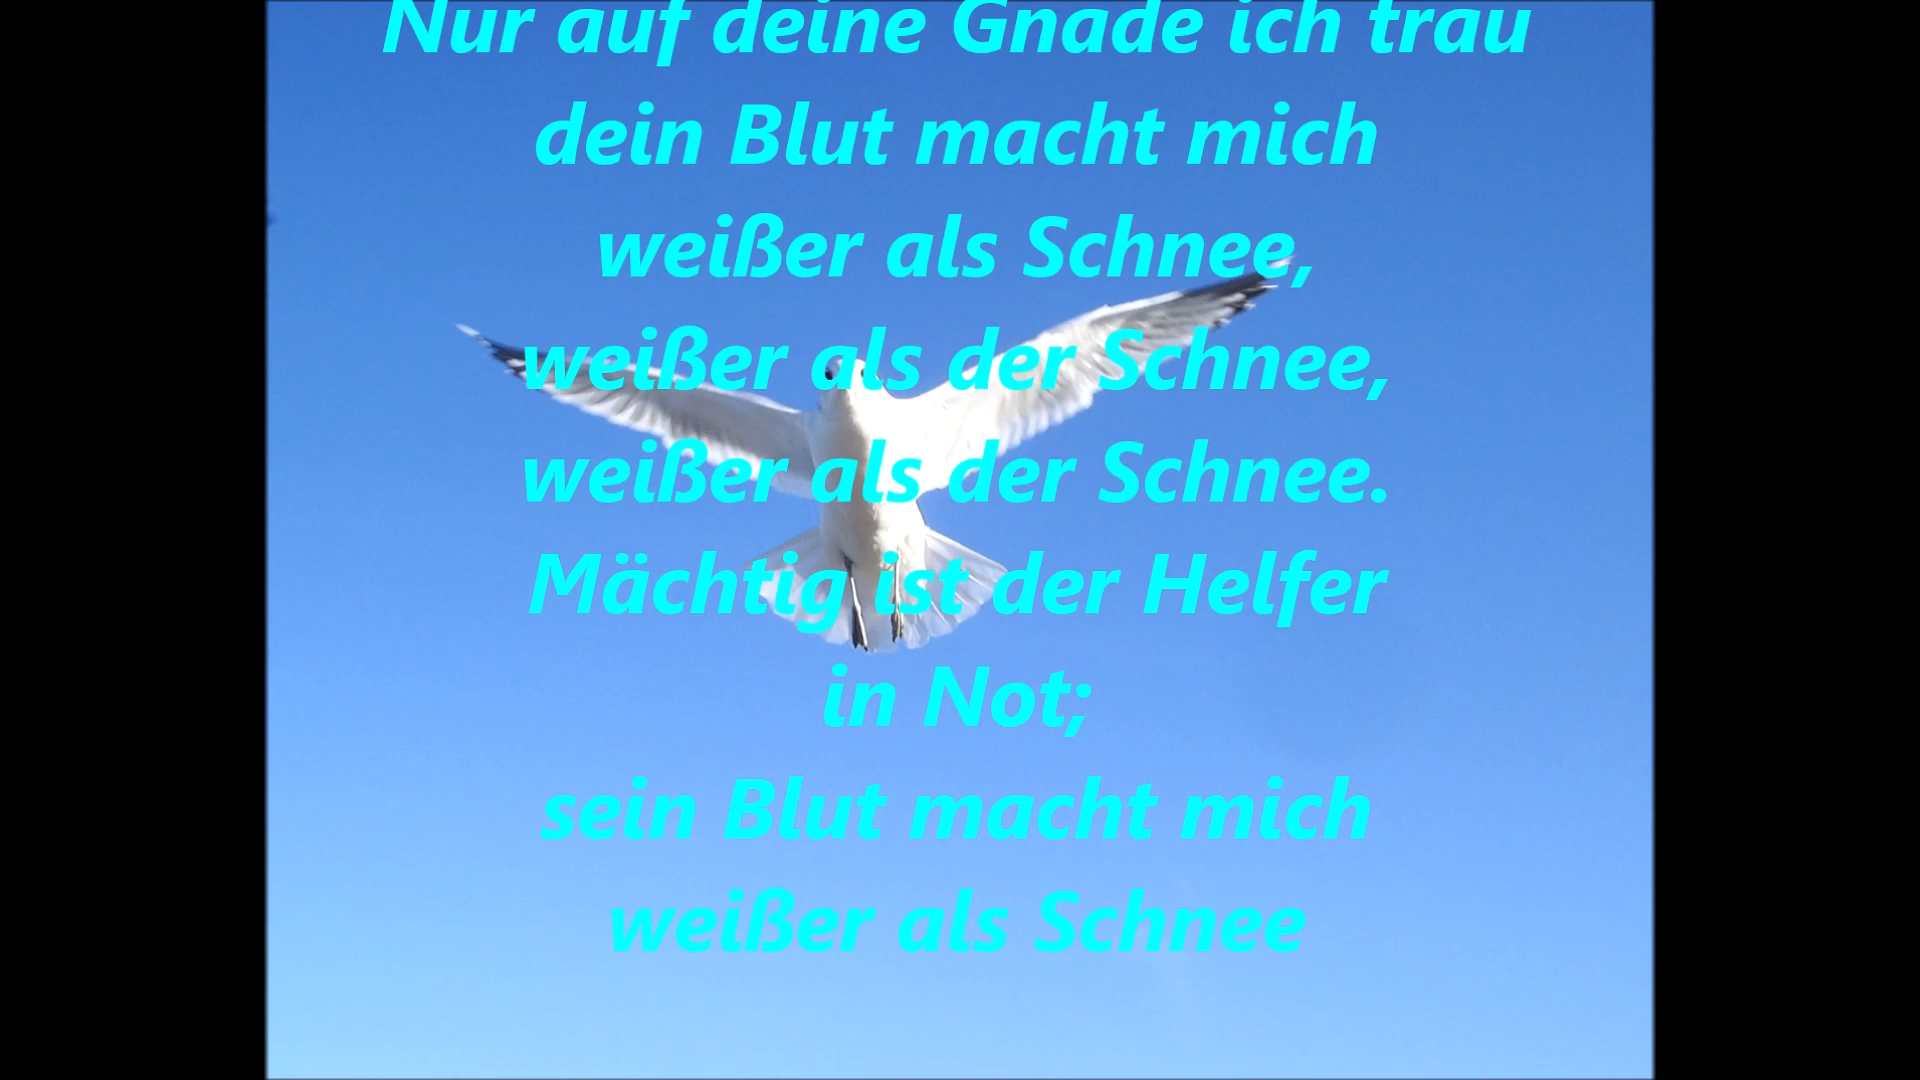 Nur auf deine Gnade ich trau
dein Blut macht mich
weißer als Schnee,
weißer als der Schnee,
weißer als der Schnee.
Mächtig ist der Helfer
in Not;
sein Blut macht mich
weißer als Schnee